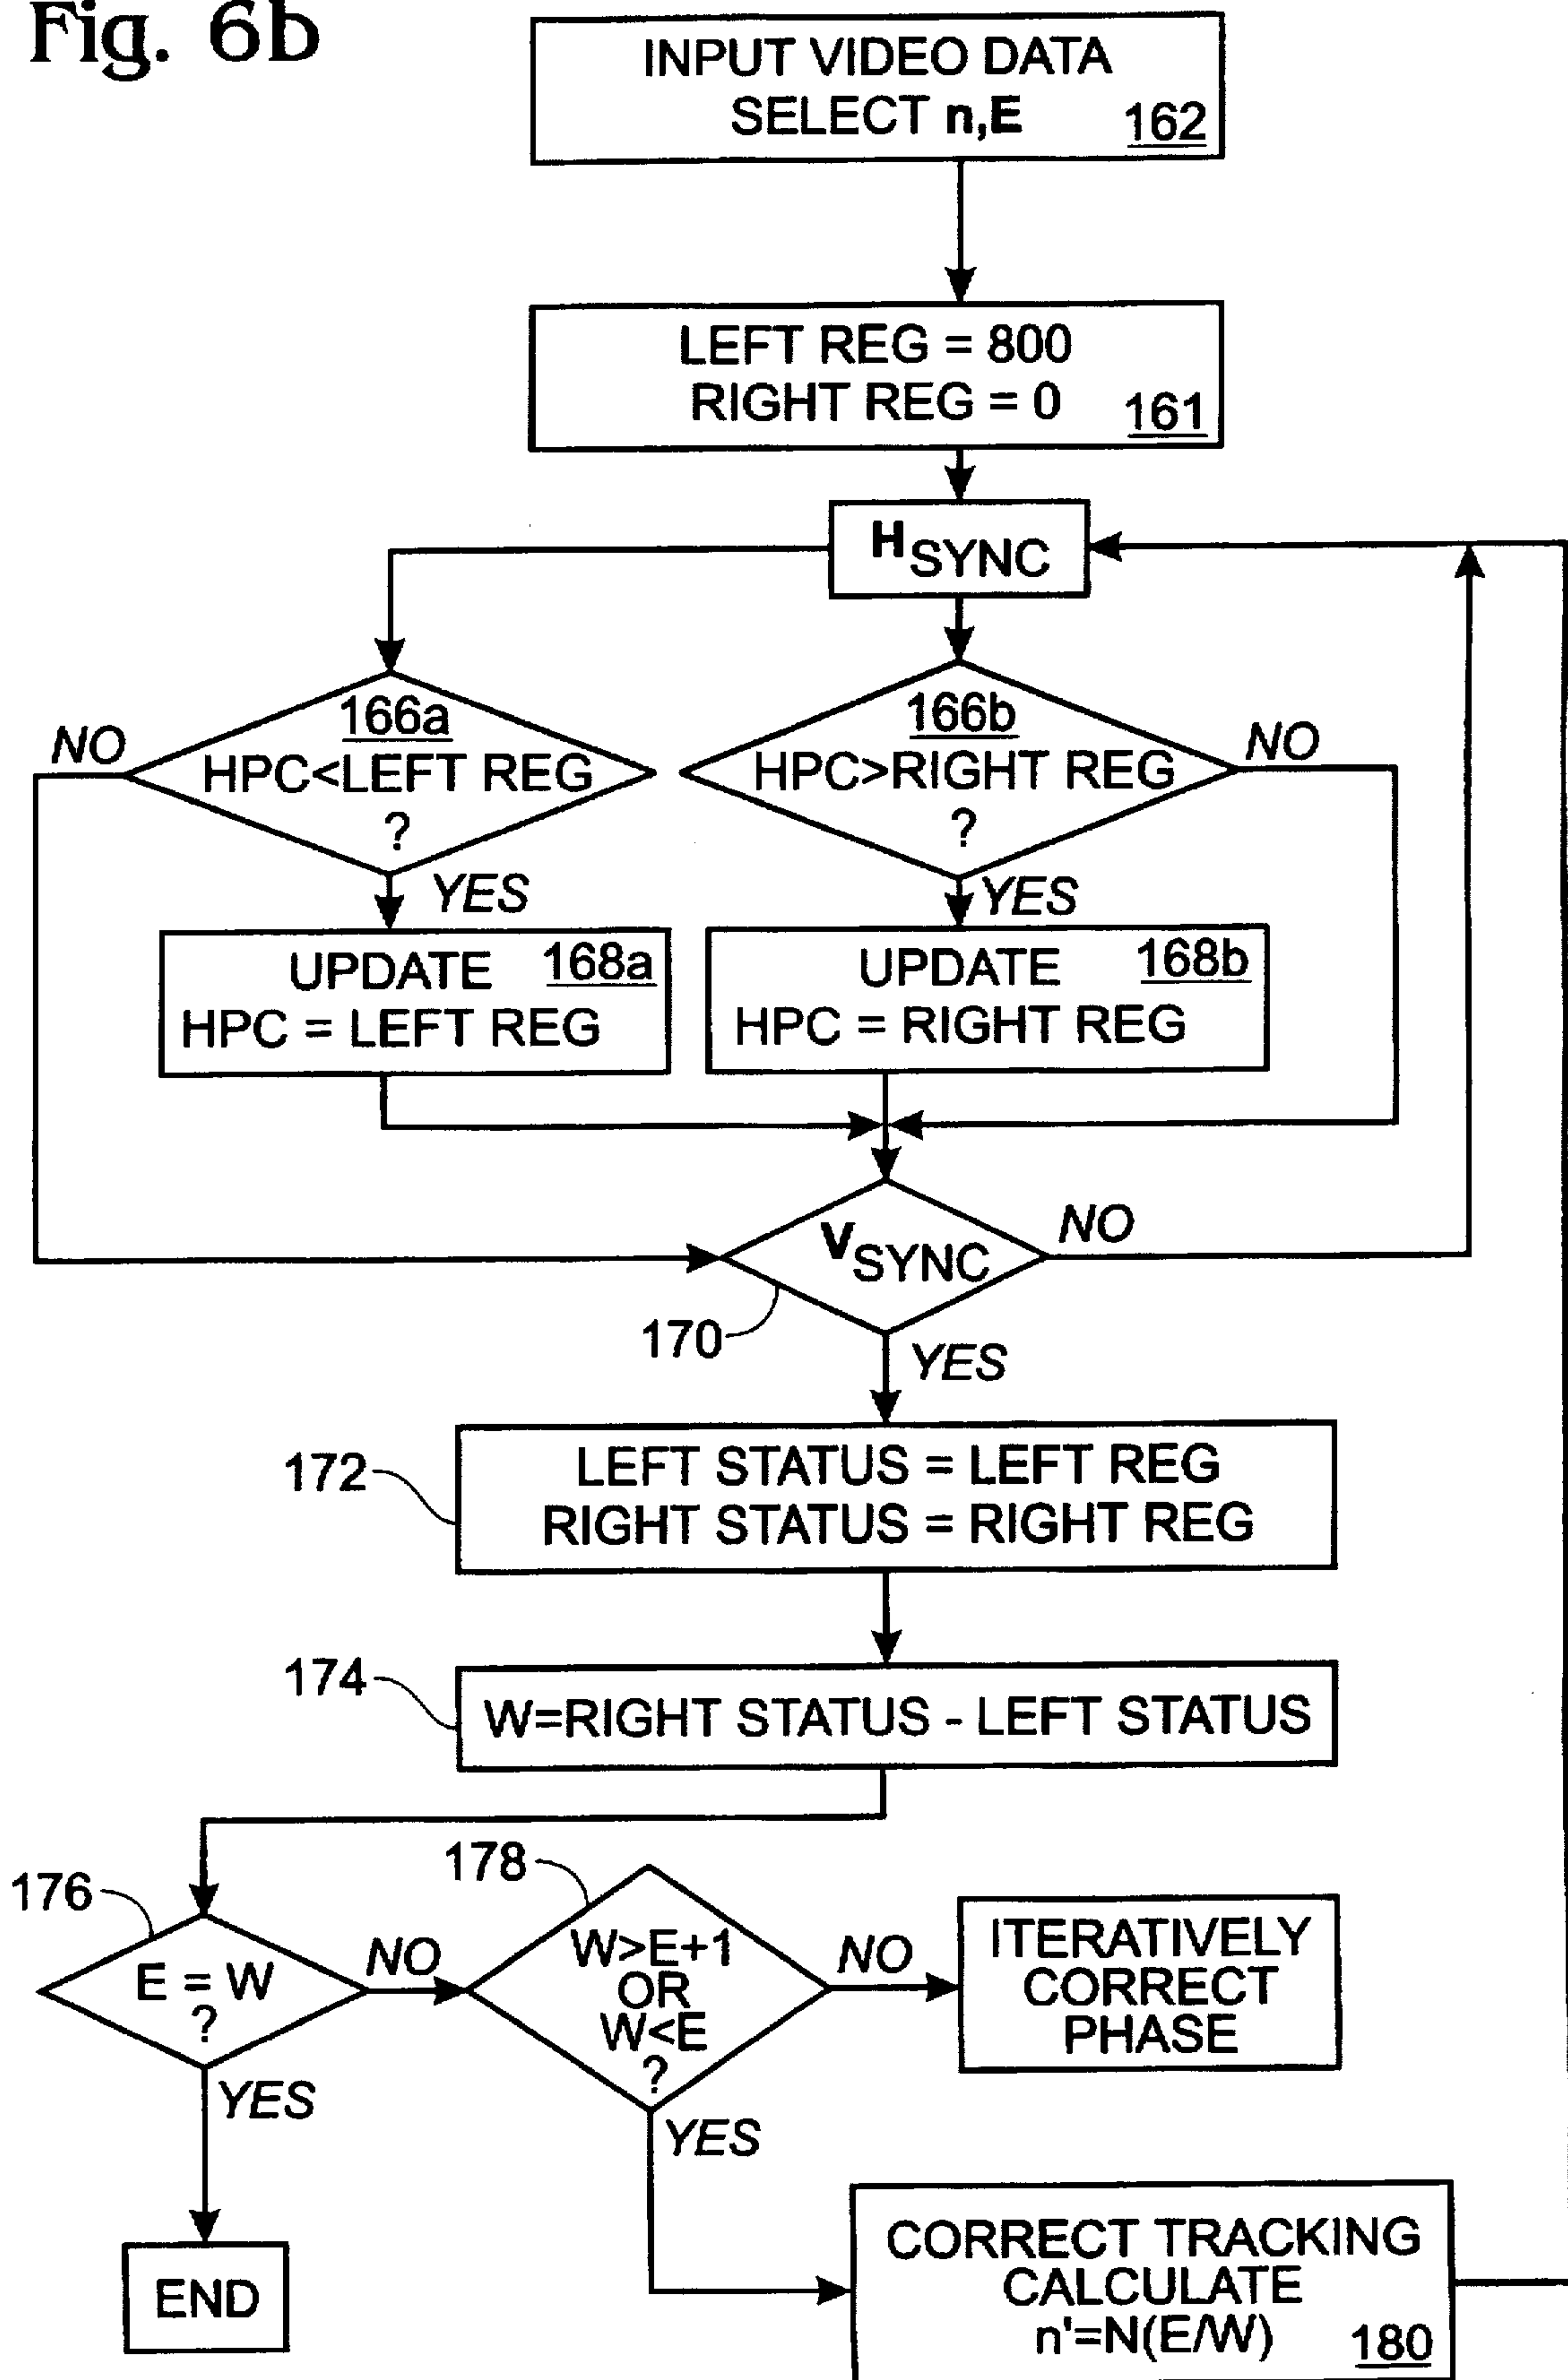 Fig. 6b
INPUT VIDEO DATA
SELECT n,E
162
LEFT REG = 800
RIGHT REG = 0
161
HSYNC
166a
HPC<LEFT REG
?
NO
YES
166b
HPC>RIGHT REG
?
NO
YES
UPDATE 168a
HPC = LEFT REG
UPDATE 168b
HPC = RIGHT REG
VSYNC
NO
170
YES
172
LEFT STATUS = LEFT REG
RIGHT STATUS = RIGHT REG
174
W=RIGHT STATUS - LEFT STATUS
176
E = W
?
NO
YES
END
178
W>E+1
OR
W<E
?
NO
YES
ITERATIVELY
CORRECT
PHASE
CORRECT TRACKING
CALCULATE
n'=N(E/W)
180